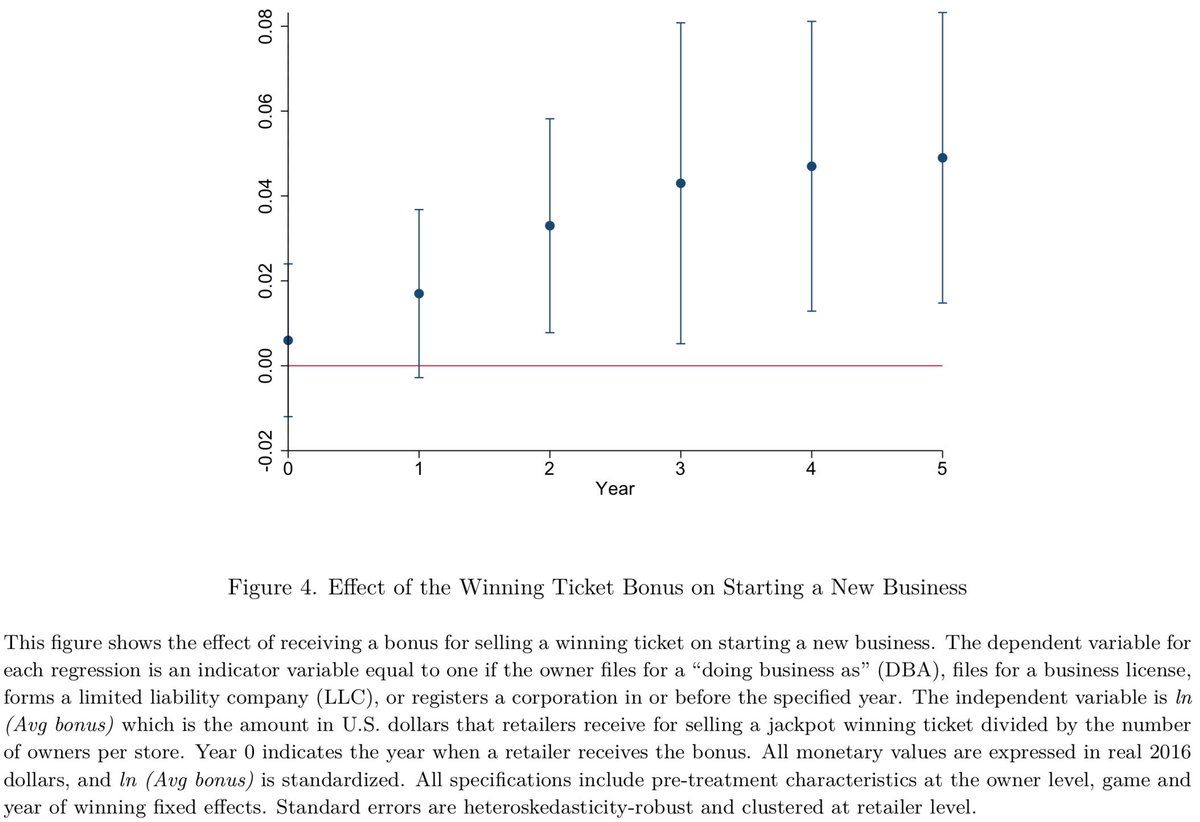 0.08
0.06
0.04
0.02
0.00
-0.02
0 1 2 3 4 5
Year
Figure 4. Effect of the Winning Ticket Bonus on Starting a New Business
This figure shows the effect of receiving a bonus for selling a winning ticket on starting a new business. The dependent variable for
each regression is an indicator variable equal to one if the owner files for a “doing business as” (DBA), files for a business license,
forms a limited liability company (LLC), or registers a corporation in or before the specified year. The independent variable is ln
(Avg bonus) which is the amount in U.S. dollars that retailers receive for selling a jackpot winning ticket divided by the number
of owners per store. Year 0 indicates the year when a retailer receives the bonus. All monetary values are expressed in real 2016
dollars, and ln (Avg bonus) is standardized. All specifications include pre-treatment characteristics at the owner level, game and
year of winning fixed effects. Standard errors are heteroskedasticity-robust and clustered at retailer level.